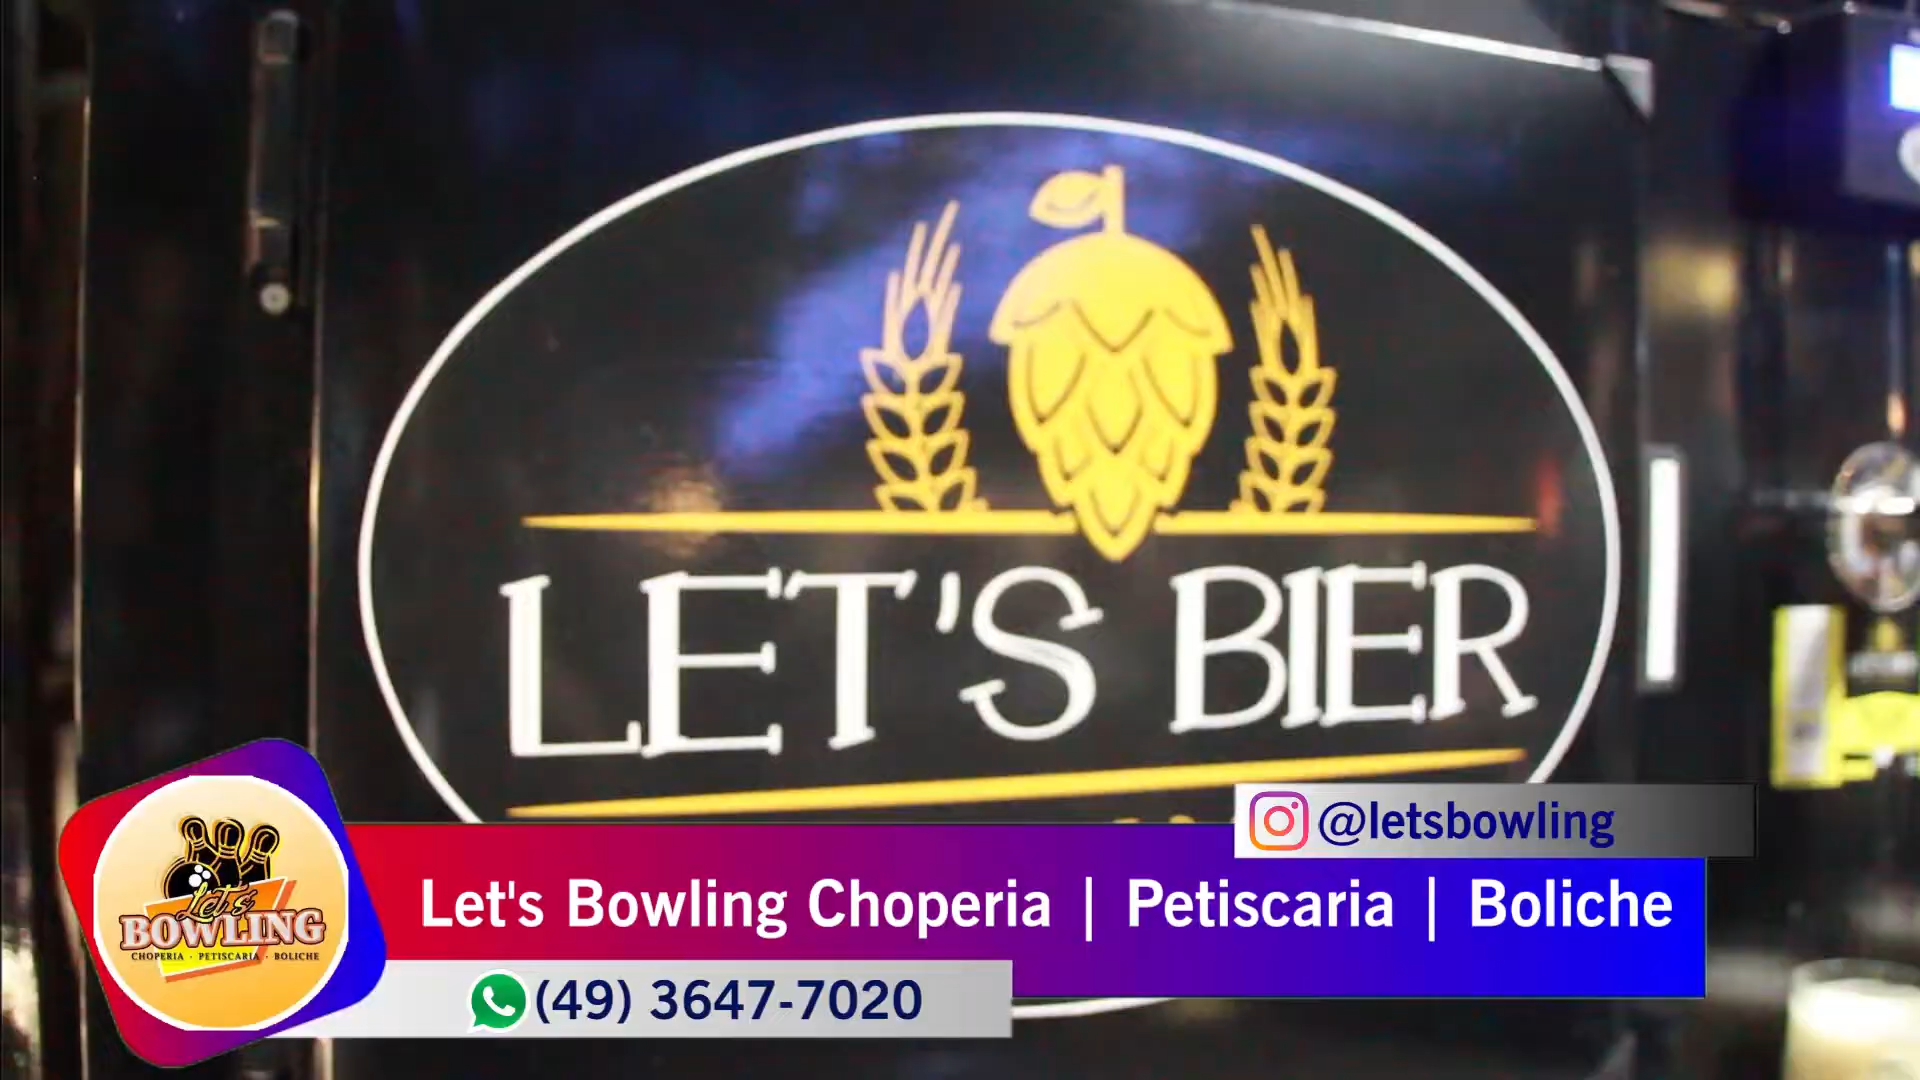 LET'S BIER
@letsbowling
Let's Bowling Choperia | Petiscaria | Boliche
Let's
BOWLING
CHOPERIA · PETISCARIA · BOLICHE
(49) 3647-7020